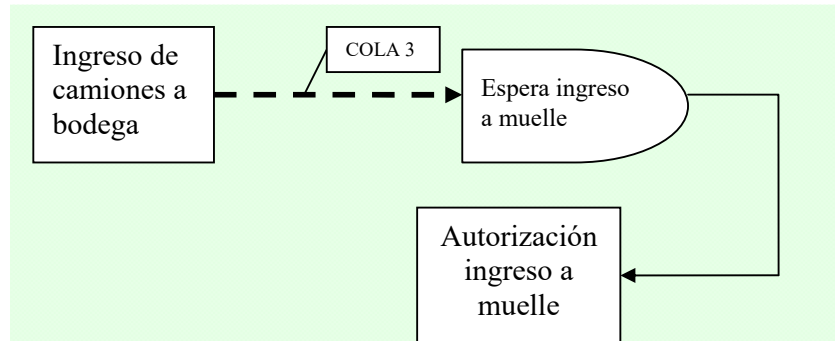 Ingreso de
camiones a
bodega
COLA 3
Espera ingreso
a muelle
Autorización
ingreso a
muelle